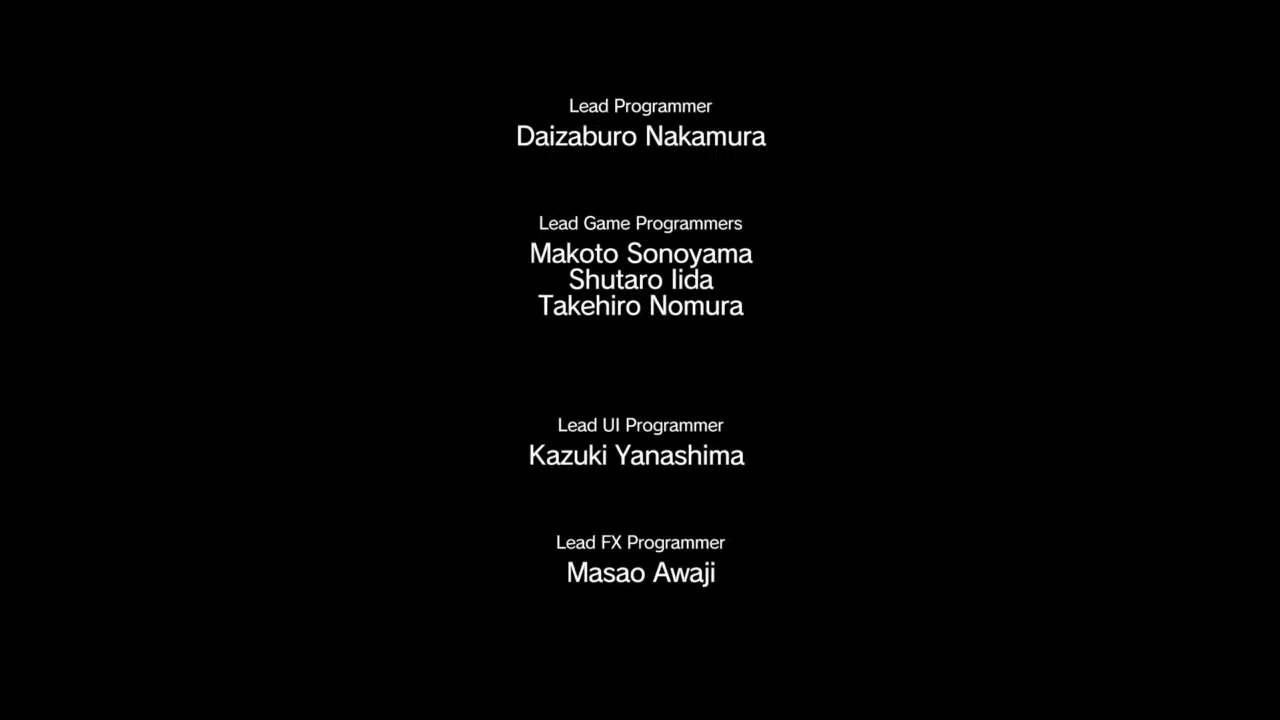 Lead Programmer
Daizaburo Nakamura
Lead Game Programmers
Makoto Sonoyama
Shutaro Iida
Takehiro Nomura
Lead UI Programmer
Kazuki Yanashima
Lead FX Programmer
Masao Awaji